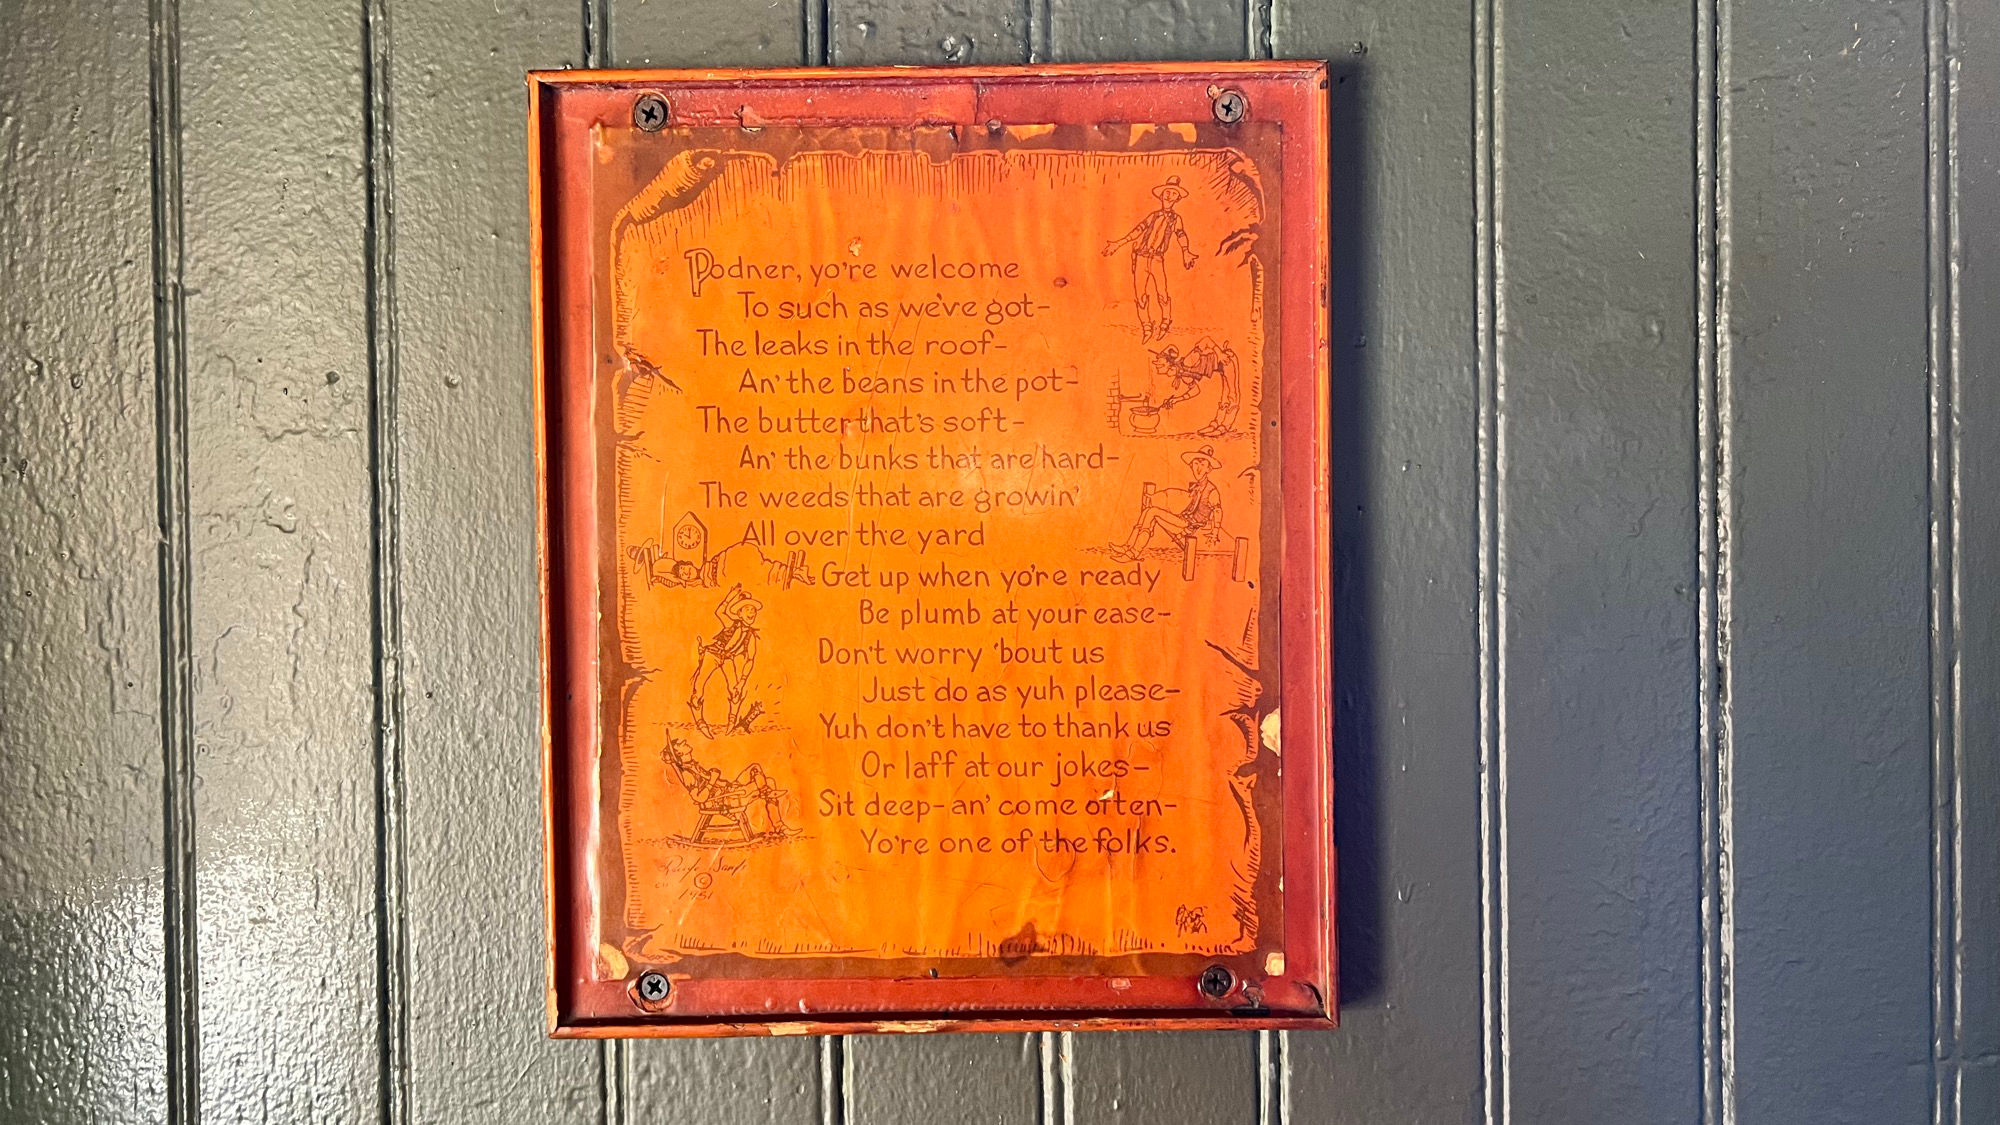 Podner, yo're welcome
To such as we've got-
The leaks in the roof-
An' the beans in the pot-
The butter that's soft-
An' the bunks that are hard-
The weeds that are growin'
All over the yard
Get up when yo're ready
Be plumb at your ease-
Don't worry 'bout us
Just do as yuh please-
Yuh don't have to thank us
Or laff at our jokes-
Sit deep-an' come often-
Yo're one of the folks.
©
1951